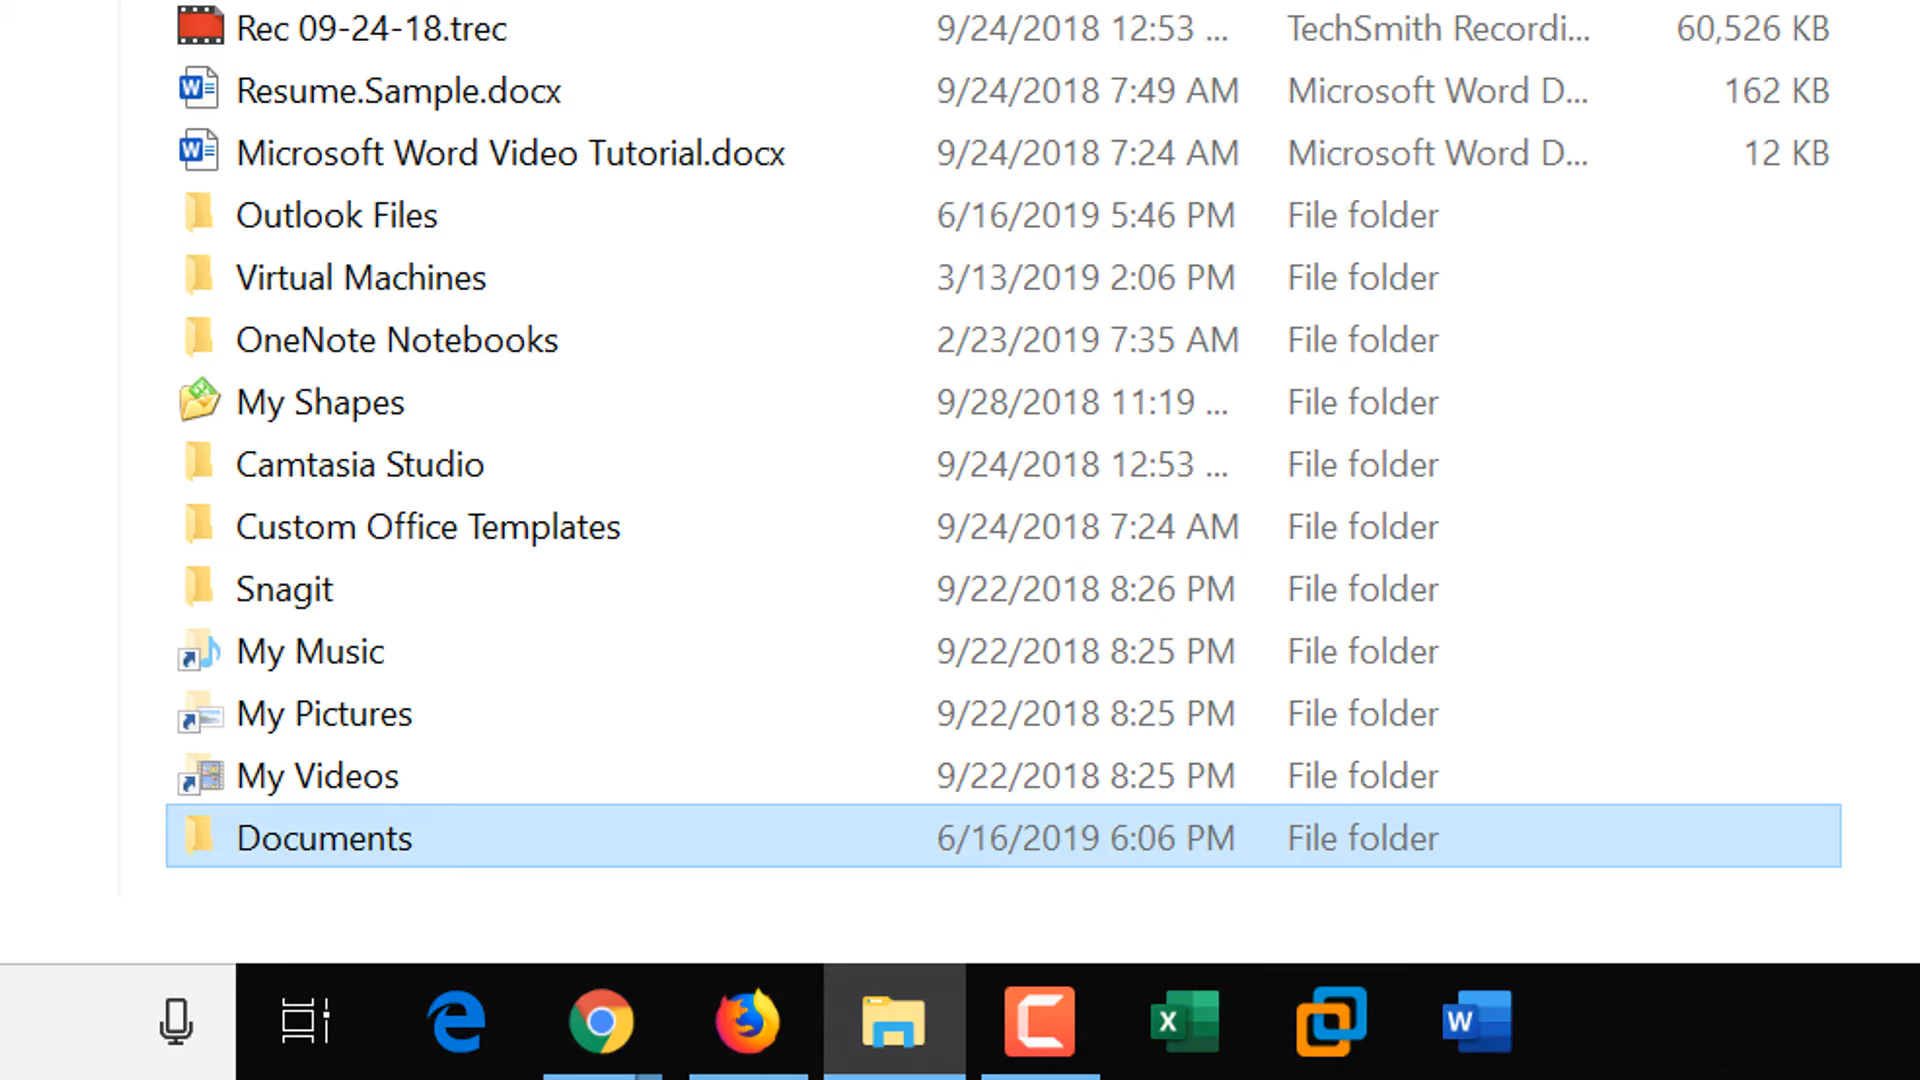 Rec 09-24-18.trec 9/24/2018 12:53 ... TechSmith Recordi... 60,526 KB
Resume.Sample.docx 9/24/2018 7:49 AM Microsoft Word D... 162 KB
Microsoft Word Video Tutorial.docx 9/24/2018 7:24 AM Microsoft Word D... 12 KB
Outlook Files 6/16/2019 5:46 PM File folder
Virtual Machines 3/13/2019 2:06 PM File folder
OneNote Notebooks 2/23/2019 7:35 AM File folder
My Shapes 9/28/2018 11:19 ... File folder
Camtasia Studio 9/24/2018 12:53 ... File folder
Custom Office Templates 9/24/2018 7:24 AM File folder
Snagit 9/22/2018 8:26 PM File folder
My Music 9/22/2018 8:25 PM File folder
My Pictures 9/22/2018 8:25 PM File folder
My Videos 9/22/2018 8:25 PM File folder
Documents 6/16/2019 6:06 PM File folder